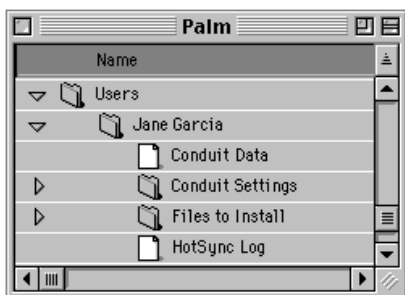 Palm
Name
Users
Jane Garcia
Conduit Data
Conduit Settings
Files to Install
HotSync Log